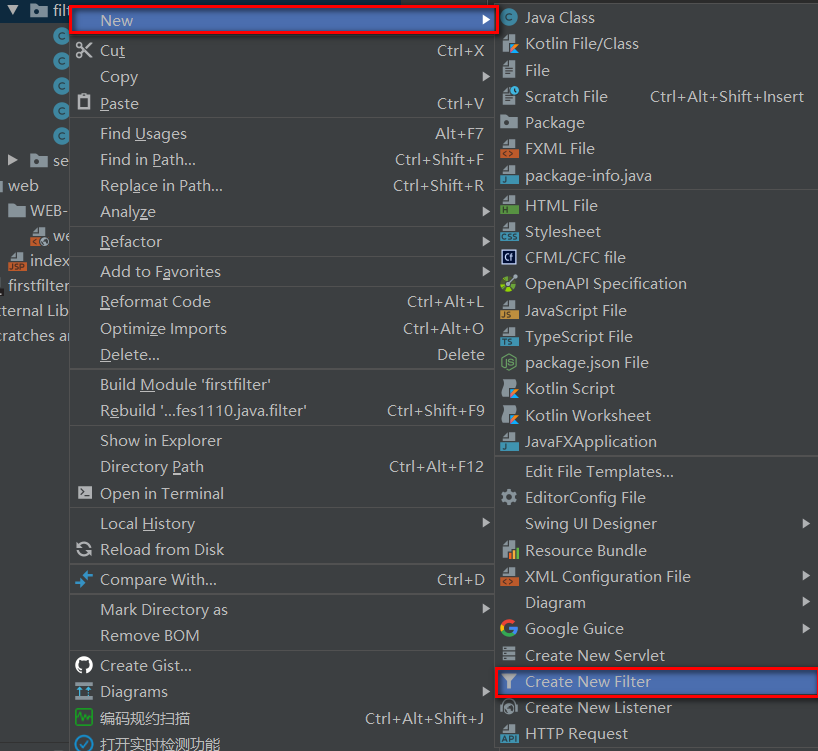 filt
se
web
WEB-
we
index
firstfilter
ternal Lib
cratches a
New
Cut Ctrl+X
Copy
Paste Ctrl+V
Find Usages Alt+F7
Find in Path... Ctrl+Shift+F
Replace in Path... Ctrl+Shift+R
Analyze
Refactor
Add to Favorites
Reformat Code Ctrl+Alt+L
Optimize Imports Ctrl+Alt+O
Delete... Delete
Build Module 'firstfilter'
Rebuild '...fes1110.java.filter' Ctrl+Shift+F9
Show in Explorer
Directory Path Ctrl+Alt+F12
Open in Terminal
Local History
Reload from Disk
Compare With... Ctrl+D
Mark Directory as
Remove BOM
Create Gist...
Diagrams
编码规约扫描 Ctrl+Alt+Shift+J
打开实时检测功能
Java Class
Kotlin File/Class
File
Scratch File Ctrl+Alt+Shift+Insert
Package
FXML File
package-info.java
HTML File
Stylesheet
CFML/CFC file
OpenAPI Specification
JavaScript File
TypeScript File
package.json File
Kotlin Script
Kotlin Worksheet
JavaFXApplication
Edit File Templates...
EditorConfig File
Swing UI Designer
Resource Bundle
XML Configuration File
Diagram
Google Guice
Create New Servlet
Create New Filter
Create New Listener
HTTP Request